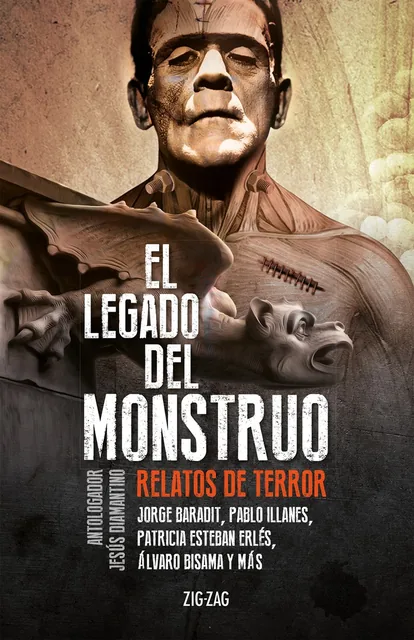 EL
LEGADO
DEL
MONSTRUO
RELATOS DE TERROR
ANTOLOGADOR
JESÚS DIAMANTINO
JORGE BARADIT, PABLO ILLANES,
PATRICIA ESTEBAN ERLÉS,
ÁLVARO BISAMA Y MÁS
ZIG-ZAG